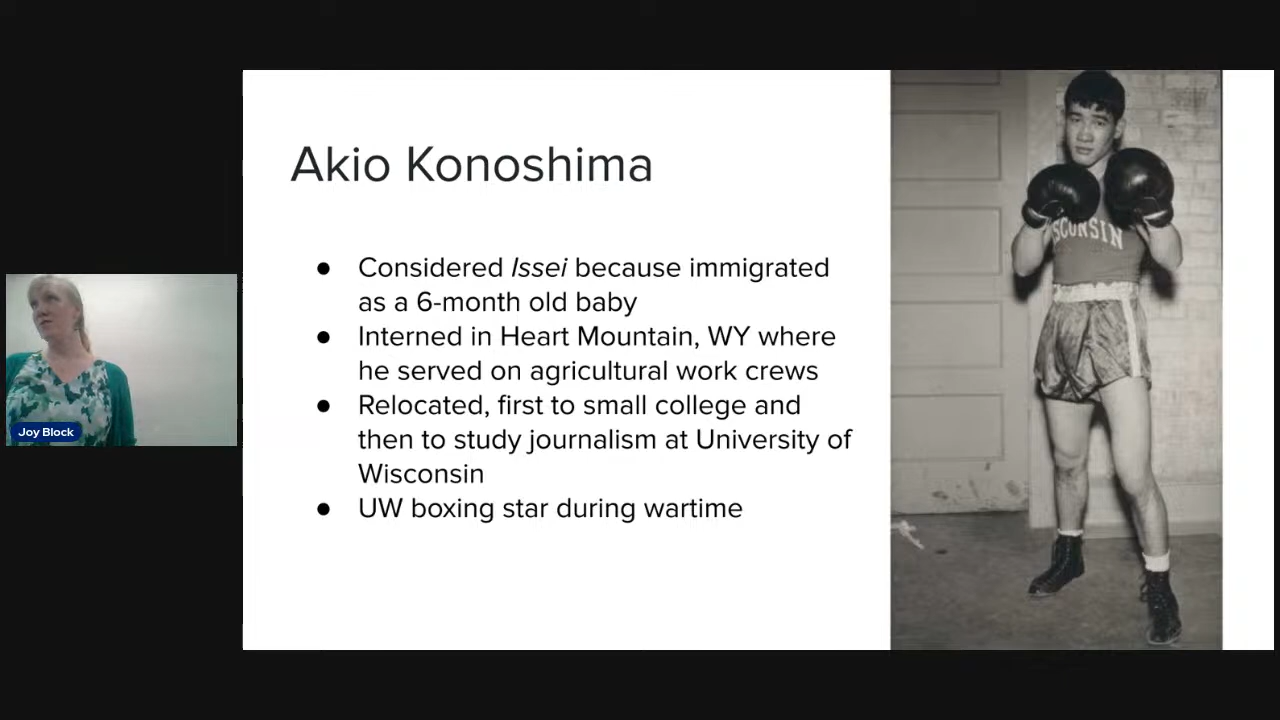 Akio Konoshima
● Considered Issei because immigrated
as a 6-month old baby
● Interned in Heart Mountain, WY where
he served on agricultural work crews
● Relocated, first to small college and
then to study journalism at University of
Wisconsin
● UW boxing star during wartime
SCONSIN
Joy Block